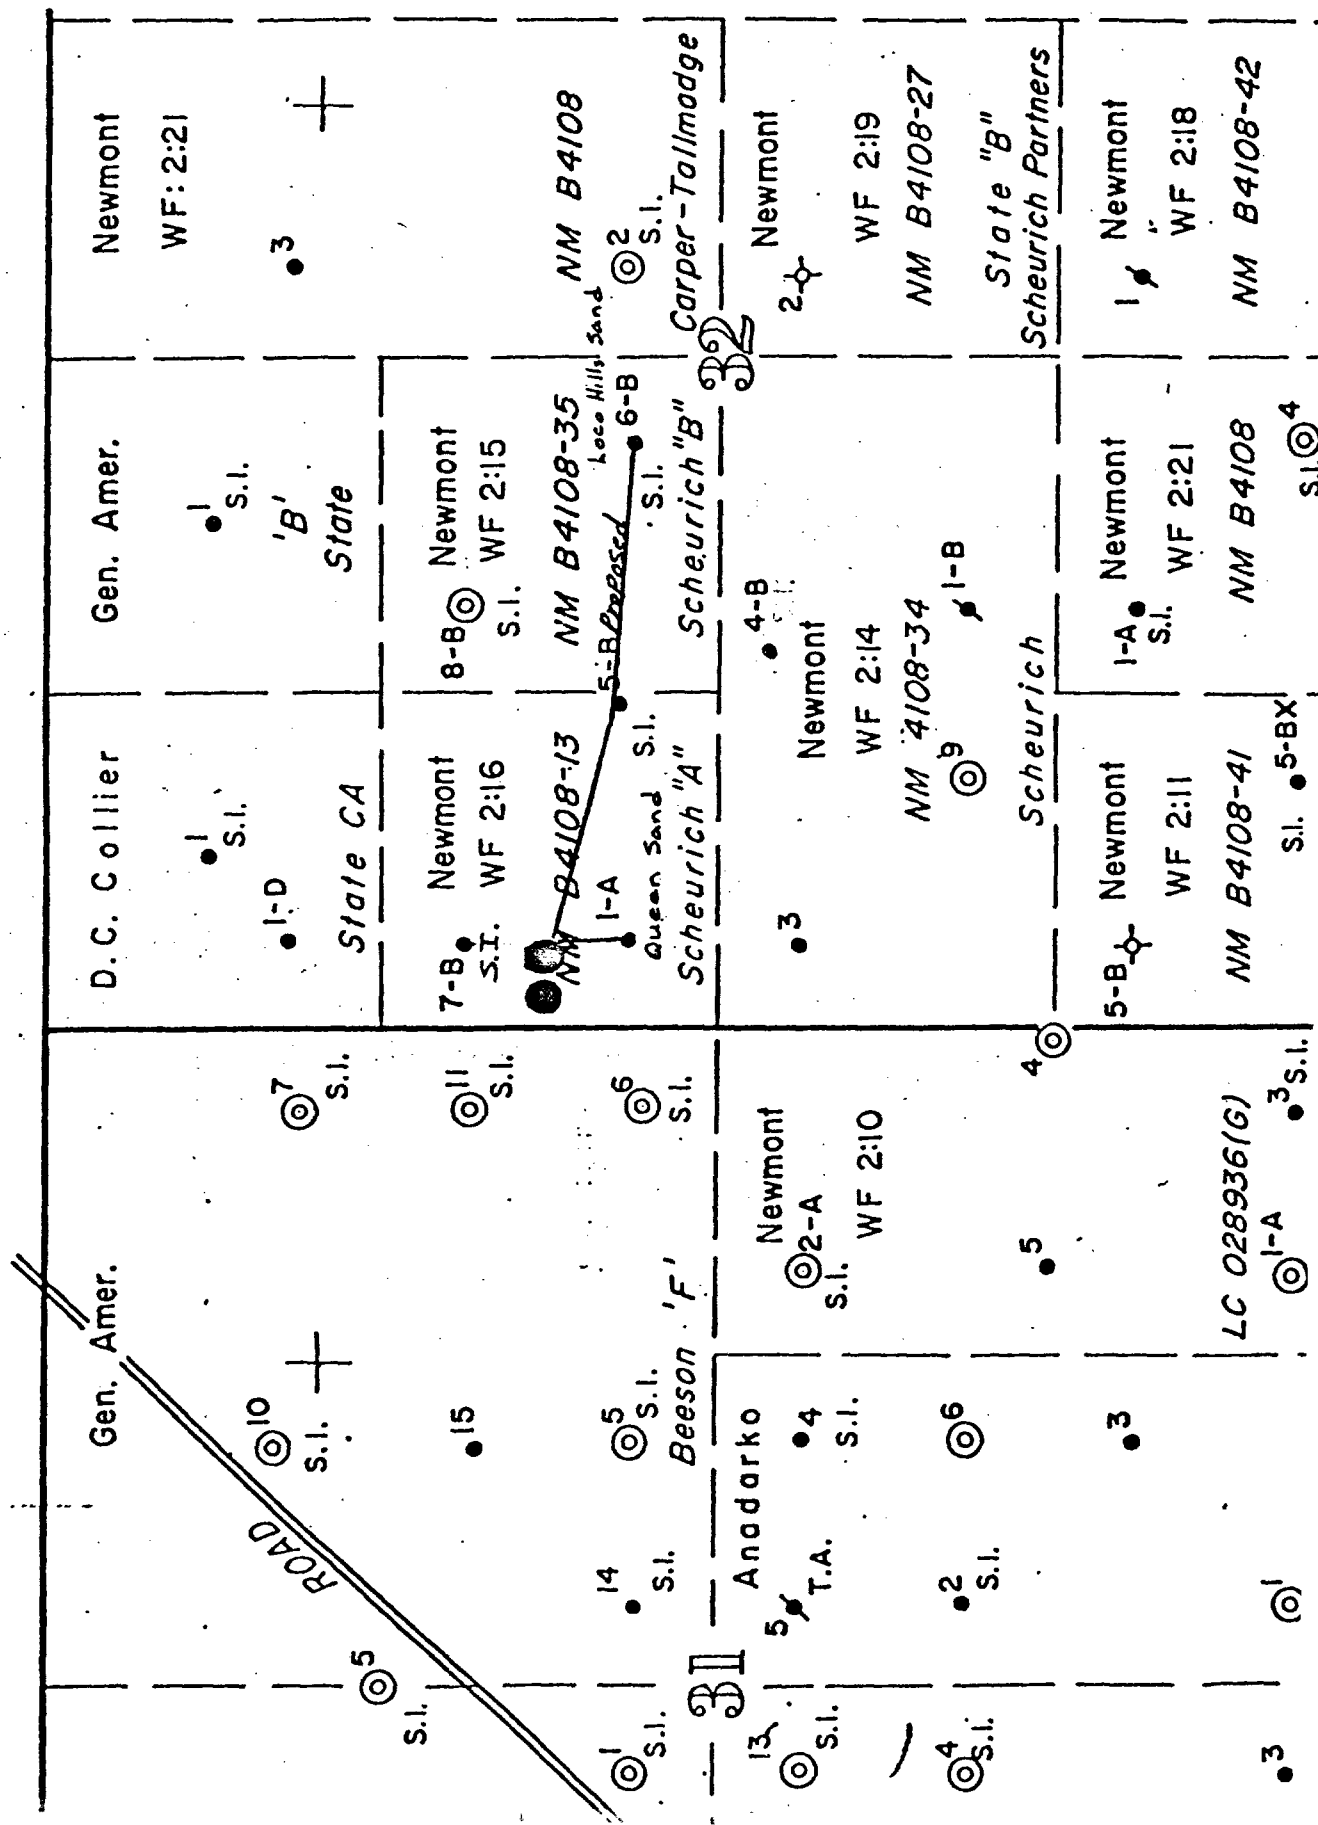 Gen. Amer.
ROAD
5
S.I.
10
S.I.
15
7
S.I.
11
S.I.
1
S.I.
14
S.I.
5
S.I.
6
S.I.
Beeson 'F'
31
D.C. Collier
1
S.I.
1-D
State CA
Gen. Amer.
1
S.I.
'B'
State
Newmont
WF: 2:21
3
NM B4108
2
S.I.
Carper-Tallmadge
7-B
S.I.
Newmont
WF 2:16
NM B4108-13
1-A
Queen Sand
S.I.
Scheurich "A"
8-B
S.I.
Newmont
WF 2:15
NM B4108-35
5-B Proposed
Loco Hills Sand
6-B
S.I.
Scheurich "B"
32
13
S.I.
4
S.I.
3
Anadarko
5
T.A.
4
S.I.
2
S.I.
6
3
1
Newmont
2-A
S.I.
WF 2:10
5
4
LC 028936(G)
1-A
3
S.I.
3
4-B
Newmont
WF 2:14
NM 4108-34
9
1-B
Scheurich
2
Newmont
WF 2:19
NM B4108-27
State "B"
Scheurich Partners
5-B
Newmont
WF 2:11
NM B4108-41
S.I.
5-BX
1-A
S.I.
Newmont
WF 2:21
NM B4108
S.I.
4
1
Newmont
WF 2:18
NM B4108-42